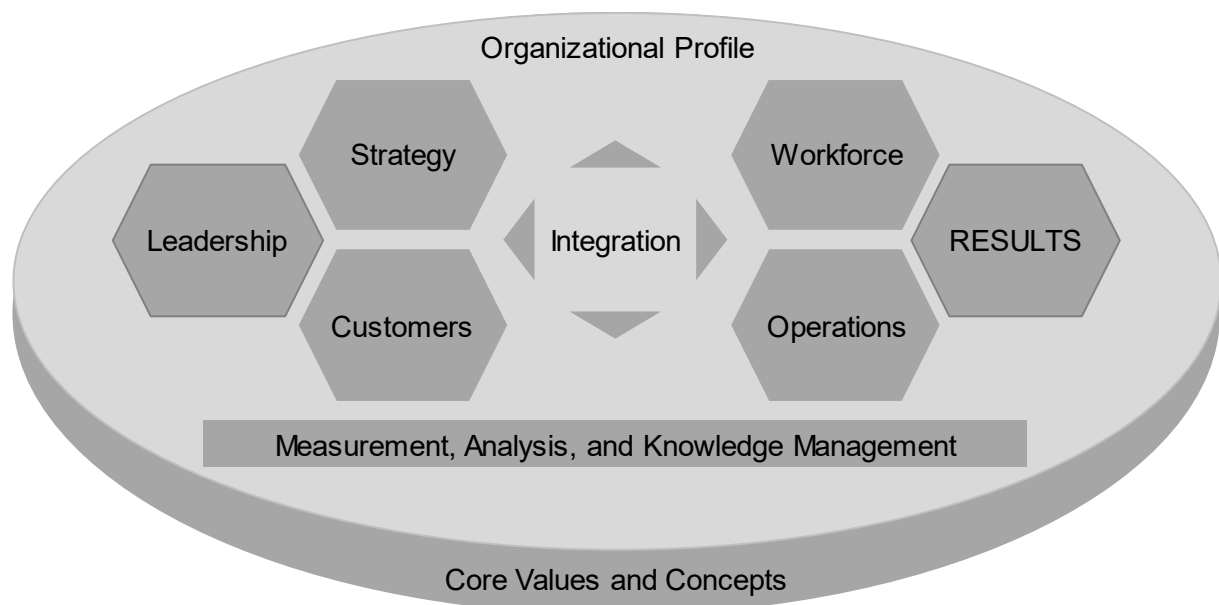 Organizational Profile
Strategy
Workforce
Leadership
Integration
RESULTS
Customers
Operations
Measurement, Analysis, and Knowledge Management
Core Values and Concepts